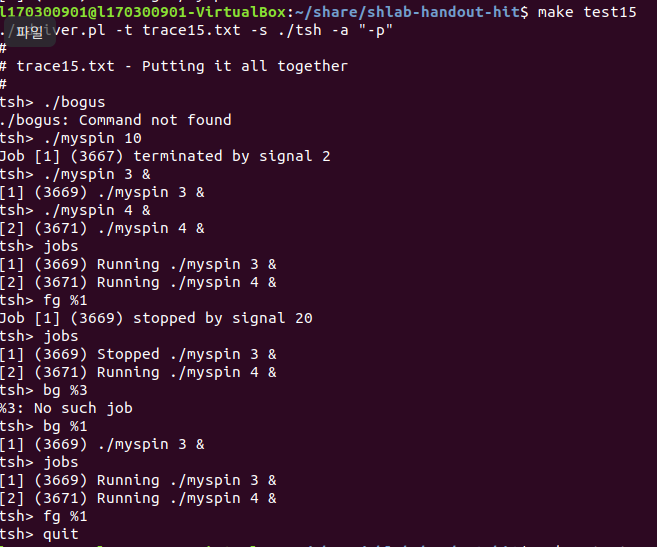 l170300901@l170300901-VirtualBox:~/share/shlab-handout-hit$ make test15
파일
./ iver.pl -t trace15.txt -s ./tsh -a "-p"
#
# trace15.txt - Putting it all together
#
tsh> ./bogus
./bogus: Command not found
tsh> ./myspin 10
Job [1] (3667) terminated by signal 2
tsh> ./myspin 3 &
[1] (3669) ./myspin 3 &
tsh> ./myspin 4 &
[2] (3671) ./myspin 4 &
tsh> jobs
[1] (3669) Running ./myspin 3 &
[2] (3671) Running ./myspin 4 &
tsh> fg %1
Job [1] (3669) stopped by signal 20
tsh> jobs
[1] (3669) Stopped ./myspin 3 &
[2] (3671) Running ./myspin 4 &
tsh> bg %3
%3: No such job
tsh> bg %1
[1] (3669) ./myspin 3 &
tsh> jobs
[1] (3669) Running ./myspin 3 &
[2] (3671) Running ./myspin 4 &
tsh> fg %1
tsh> quit